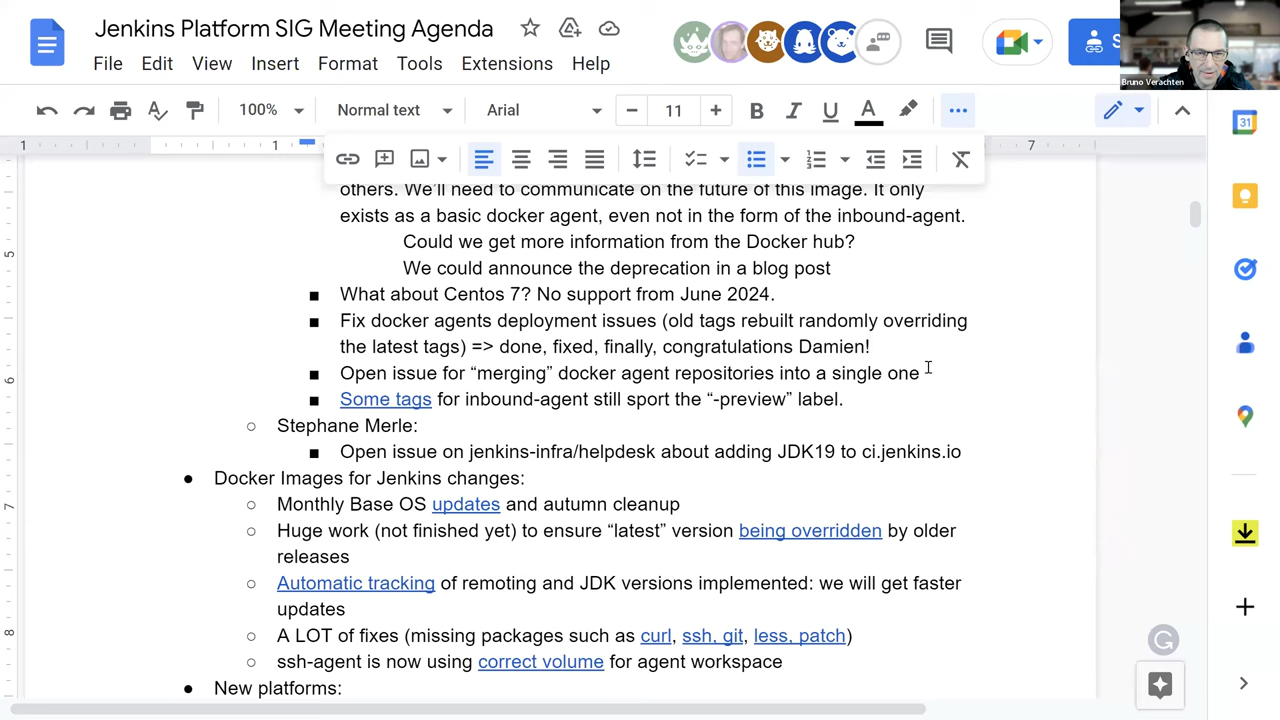 Jenkins Platform SIG Meeting Agenda
File Edit View Insert Format Tools Extensions Help
S
Bruno Verachten
100% Normal text Arial 11 B I U A
31
1 1 7
others. We'll need to communicate on the future of this image. It only
exists as a basic docker agent, even not in the form of the inbound-agent.
Could we get more information from the Docker hub?
5
We could announce the deprecation in a blog post
■ What about Centos 7? No support from June 2024.
■ Fix docker agents deployment issues (old tags rebuilt randomly overriding
the latest tags) => done, fixed, finally, congratulations Damien!
■ Open issue for “merging” docker agent repositories into a single one
6
■ Some tags for inbound-agent still sport the “-preview” label.
○ Stephane Merle:
■ Open issue on jenkins-infra/helpdesk about adding JDK19 to ci.jenkins.io
● Docker Images for Jenkins changes:
○ Monthly Base OS updates and autumn cleanup
7
○ Huge work (not finished yet) to ensure “latest” version being overridden by older
releases
○ Automatic tracking of remoting and JDK versions implemented: we will get faster
updates
8
○ A LOT of fixes (missing packages such as curl, ssh, git, less, patch)
○ ssh-agent is now using correct volume for agent workspace
● New platforms: